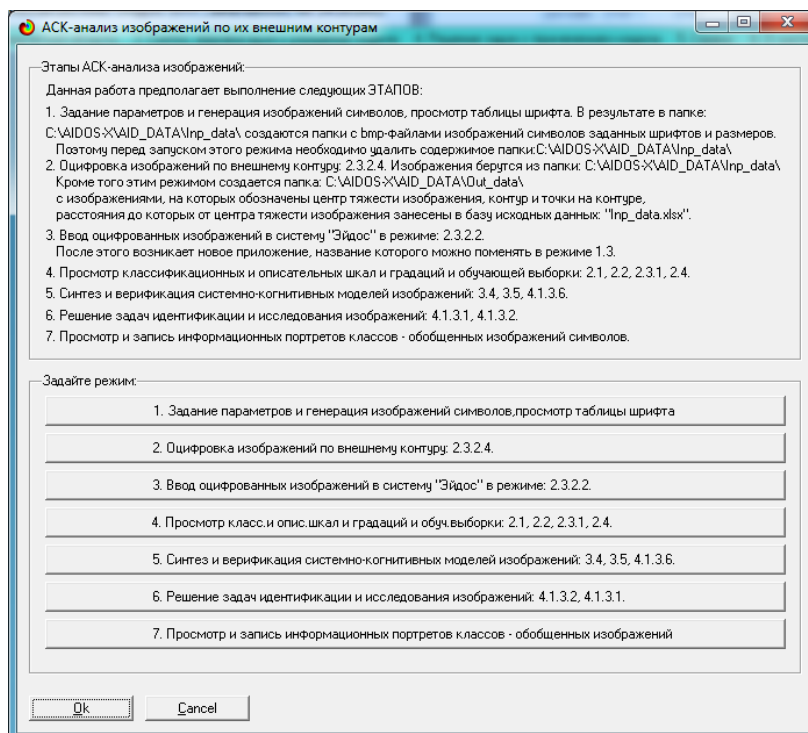 АСК-анализ изображений по их внешним контурам
Этапы АСК-анализа изображений:
Данная работа предполагает выполнение следующих ЭТАПОВ:
1. Задание параметров и генерация изображений символов, просмотр таблицы шрифта. В результате в папке:
C:\AIDOS-X\AID_DATA\Inp_data\ создаются папки с bmp-файлами изображений символов заданных шрифтов и размеров.
Поэтому перед запуском этого режима необходимо удалить содержимое папки:C:\AIDOS-X\AID_DATA\Inp_data\
2. Оцифровка изображений по внешнему контуру: 2.3.2.4. Изображения берутся из папки: C:\AIDOS-X\AID_DATA\Inp_data\
Кроме того этим режимом создается папка: C:\AIDOS-X\AID_DATA\Out_data\
с изображениями, на которых обозначены центр тяжести изображения, контур и точки на контуре,
расстояния до которых от центра тяжести изображения занесены в базу исходных данных: "Inp_data.xlsx".
3. Ввод оцифрованных изображений в систему "Эйдос" в режиме: 2.3.2.2.
После этого возникает новое приложение, название которого можно поменять в режиме 1.3.
4. Просмотр классификационных и описательных шкал и градаций и обучающей выборки: 2.1, 2.2, 2.3.1, 2.4.
5. Синтез и верификация системно-когнитивных моделей изображений: 3.4, 3.5, 4.1.3.6.
6. Решение задач идентификации и исследования изображений: 4.1.3.1, 4.1.3.2.
7. Просмотр и запись информационных портретов классов - обобщенных изображений символов.
Задайте режим:
1. Задание параметров и генерация изображений символов,просмотр таблицы шрифта
2. Оцифровка изображений по внешнему контуру: 2.3.2.4.
3. Ввод оцифрованных изображений в систему "Эйдос" в режиме: 2.3.2.2.
4. Просмотр класс.и опис.шкал и градаций и обуч.выборки: 2.1, 2.2, 2.3.1, 2.4.
5. Синтез и верификация системно-когнитивных моделей изображений: 3.4, 3.5, 4.1.3.6.
6. Решение задач идентификации и исследования изображений: 4.1.3.2, 4.1.3.1.
7. Просмотр и запись информационных портретов классов - обобщенных изображений
Ok Cancel